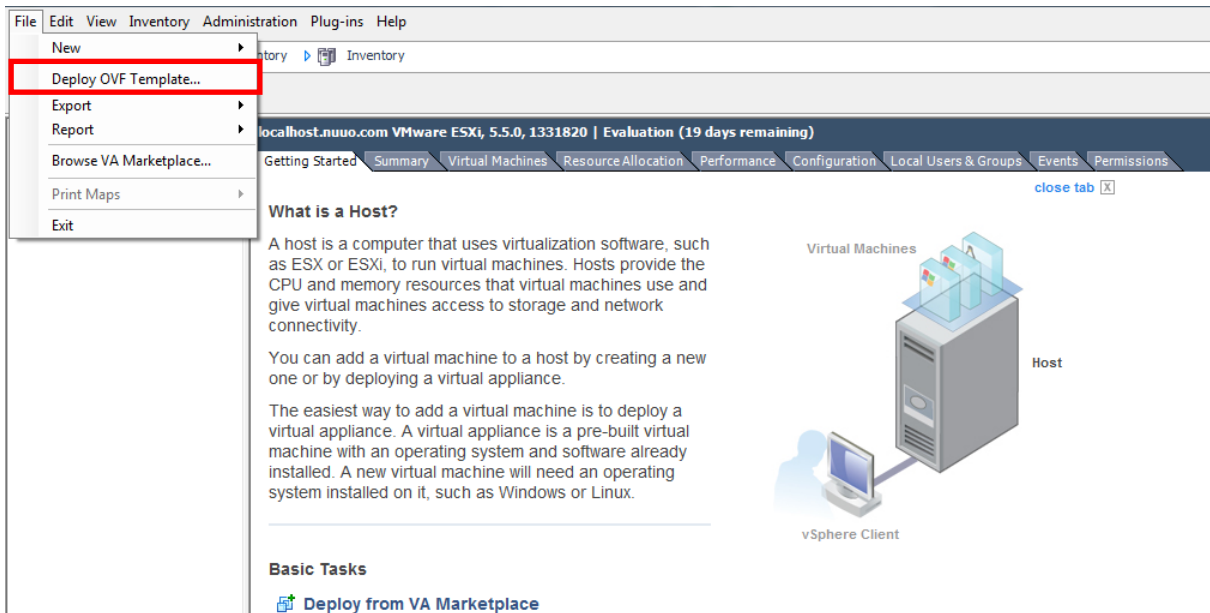 File Edit View Inventory Administration Plug-ins Help
New
ntory Inventory
Deploy OVF Template...
Export
Report
localhost.nuuo.com VMware ESXi, 5.5.0, 1331820 | Evaluation (19 days remaining)
Browse VA Marketplace...
Getting Started Summary Virtual Machines Resource Allocation Performance Configuration Local Users & Groups Events Permissions
Print Maps
close tab X
Exit
What is a Host?
A host is a computer that uses virtualization software, such
as ESX or ESXi, to run virtual machines. Hosts provide the
CPU and memory resources that virtual machines use and
give virtual machines access to storage and network
connectivity.
You can add a virtual machine to a host by creating a new
one or by deploying a virtual appliance.
The easiest way to add a virtual machine is to deploy a
virtual appliance. A virtual appliance is a pre-built virtual
machine with an operating system and software already
installed. A new virtual machine will need an operating
system installed on it, such as Windows or Linux.
Virtual Machines
Host
vSphere Client
Basic Tasks
Deploy from VA Marketplace